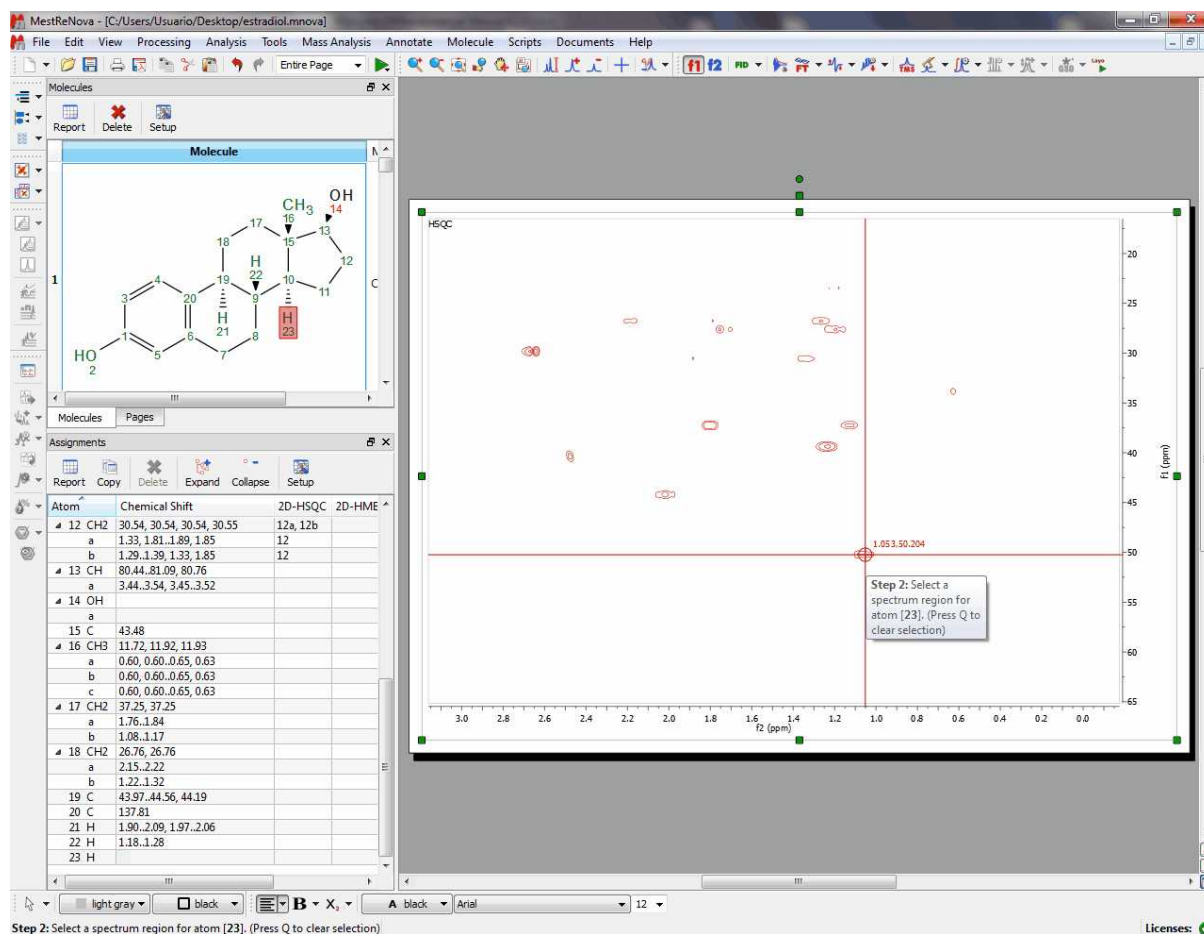 MestReNova - [C:/Users/Usuario/Desktop/estradiol.mnova]
File Edit View Processing Analysis Tools Mass Analysis Annotate Molecule Scripts Documents Help
Entire Page f1 f2 FID FT TMS
Molecules
Report Delete Setup
Molecule
1
OH
14
CH3
16
17
13
18
15
12
H
22
4
19
10
3
20
9
11
H
21
H
23
1
6
8
HO
2
5
7
Molecules Pages
Assignments
Report Copy Delete Expand Collapse Setup
Atom Chemical Shift 2D-HSQC 2D-HME
12 CH2 30.54, 30.54, 30.54, 30.55 12a, 12b
a 1.33, 1.81..1.89, 1.85 12
b 1.29..1.39, 1.33, 1.85 12
13 CH 80.44..81.09, 80.76
a 3.44..3.54, 3.45..3.52
14 OH
a
15 C 43.48
16 CH3 11.72, 11.92, 11.93
a 0.60, 0.60..0.65, 0.63
b 0.60, 0.60..0.65, 0.63
c 0.60, 0.60..0.65, 0.63
17 CH2 37.25, 37.25
a 1.76..1.84
b 1.08..1.17
18 CH2 26.76, 26.76
a 2.15..2.22
b 1.22..1.32
19 C 43.97..44.56, 44.19
20 C 137.81
21 H 1.90..2.09, 1.97..2.06
22 H 1.18..1.28
23 H
HSQC
20
25
30
35
40
45
50
55
60
65
f1 (ppm)
1.053,50.204
Step 2: Select a
spectrum region for
atom [23]. (Press Q to
clear selection)
3.0 2.8 2.6 2.4 2.2 2.0 1.8 1.6 1.4 1.2 1.0 0.8 0.6 0.4 0.2 0.0
f2 (ppm)
light gray black B X₂ A black Arial 12
Step 2: Select a spectrum region for atom [23]. (Press Q to clear selection) Licenses: